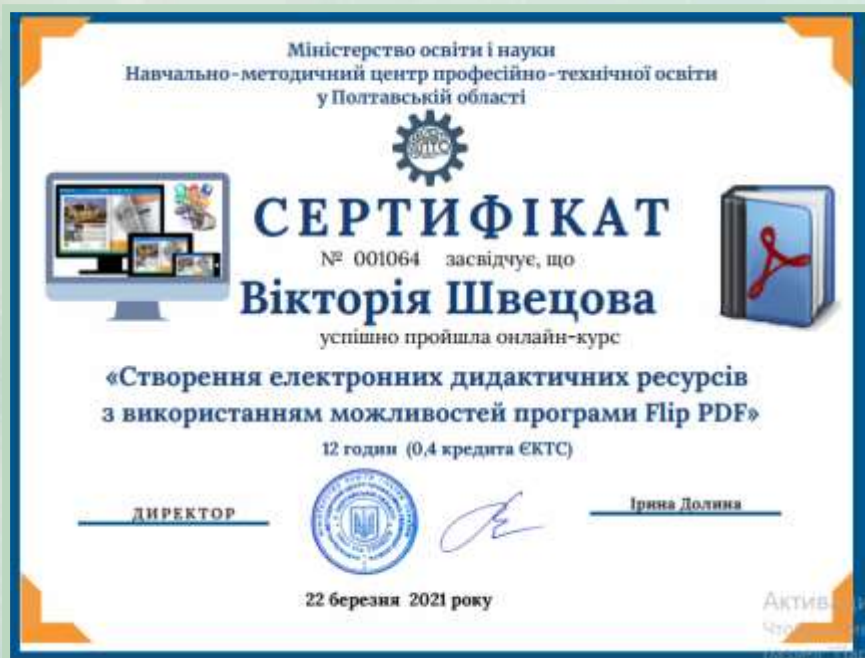 Міністерство освіти і науки
Навчально-методичний центр професійно-технічної освіти
у Полтавській області
СЕРТИФІКАТ
№ 001064 засвідчує, що
Вікторія Швецова
успішно пройшла онлайн-курс
«Створення електронних дидактичних ресурсів
з використанням можливостей програми Flip PDF»
12 годин (0,4 кредита ЄКТС)
ДИРЕКТОР
Ірина Долина
22 березня 2021 року